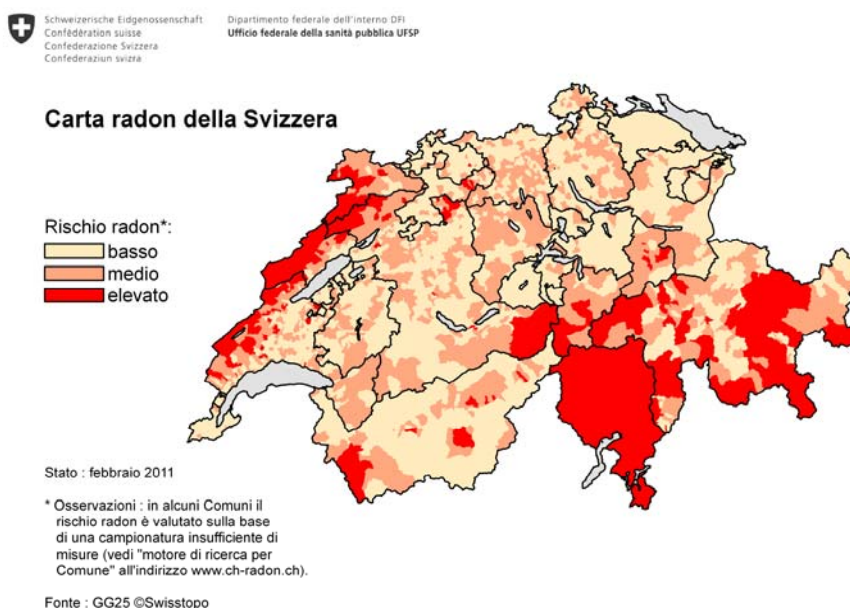 Schweizerische Eidgenossenschaft
Confédération suisse
Confederazione Svizzera
Confederaziun svizra
Dipartimento federale dell'interno DFI
Ufficio federale della sanità pubblica UFSP
Carta radon della Svizzera
Rischio radon*:
basso
medio
elevato
Stato : febbraio 2011
* Osservazioni : in alcuni Comuni il
rischio radon è valutato sulla base
di una campionatura insufficiente di
misure (vedi "motore di ricerca per
Comune" all'indirizzo www.ch-radon.ch).
Fonte : GG25 ©Swisstopo